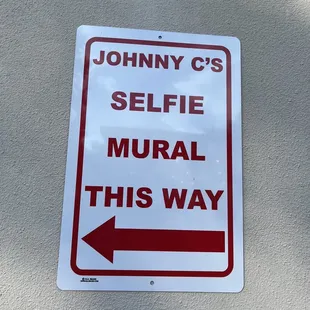 JOHNNY C'S
SELFIE
MURAL
THIS WAY